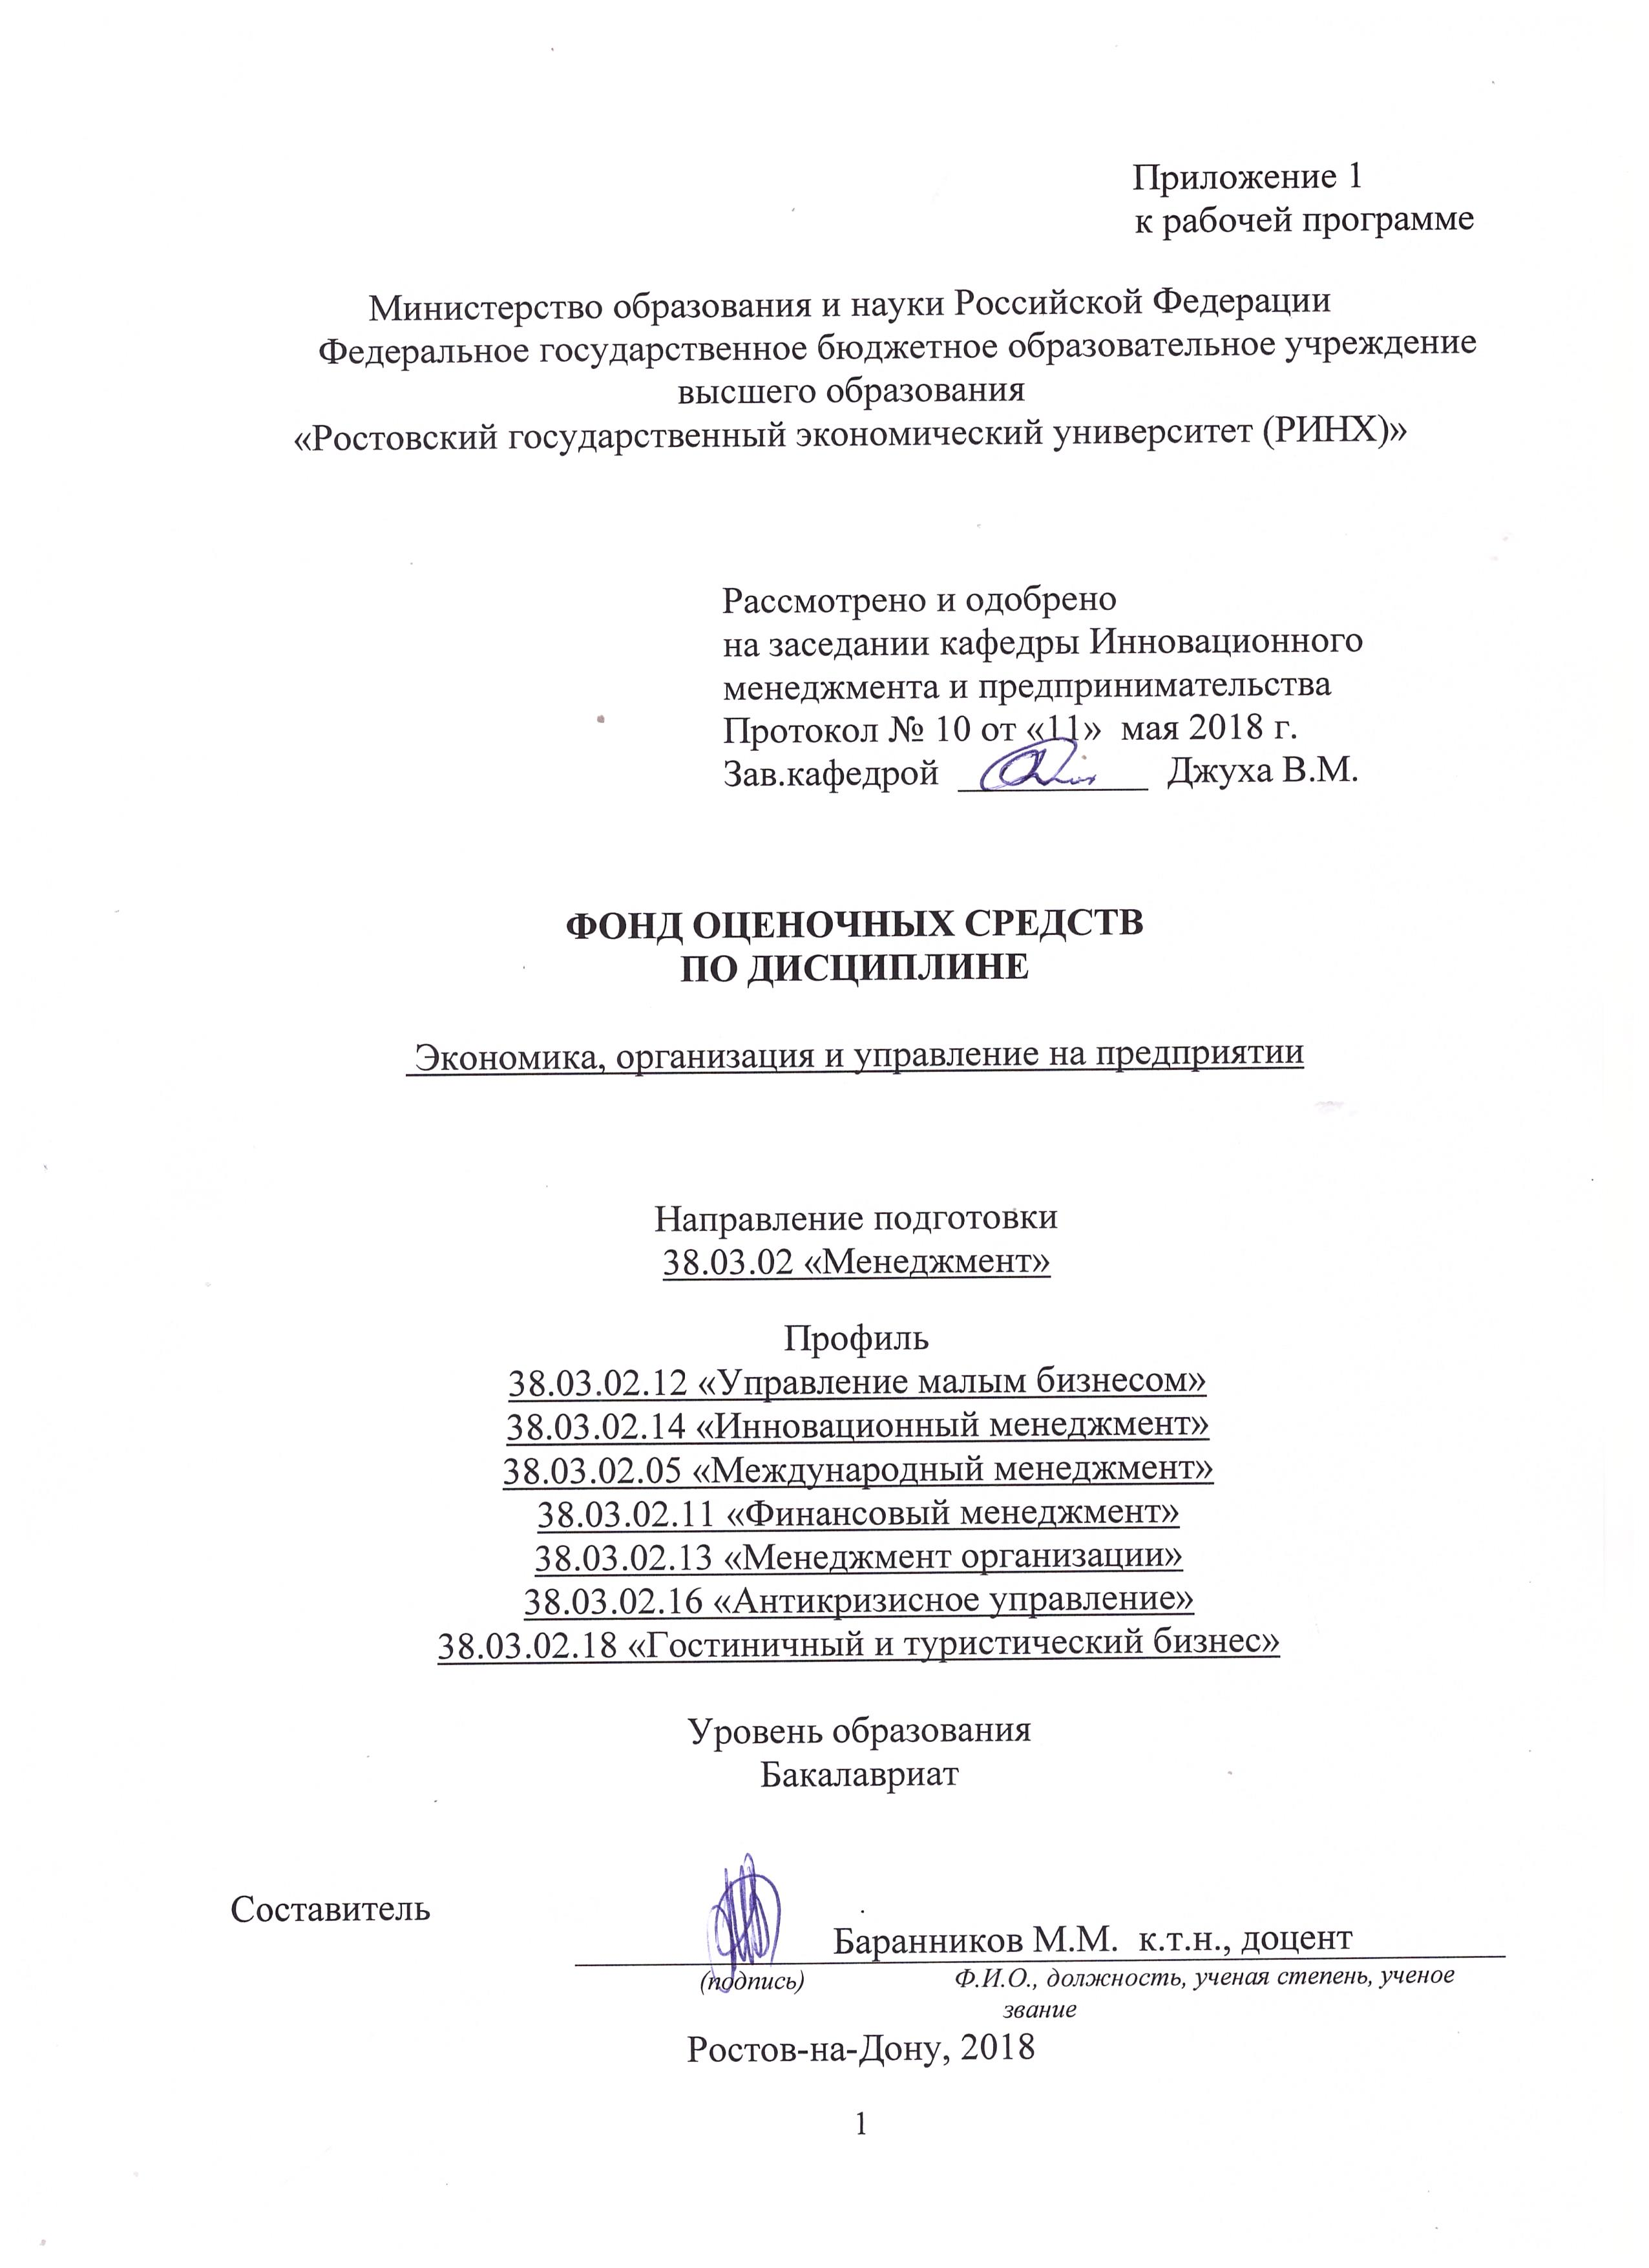 Приложение 1
к рабочей программе
Министерство образования и науки Российской Федерации
Федеральное государственное бюджетное образовательное учреждение
высшего образования
«Ростовский государственный экономический университет (РИНХ)»
Рассмотрено и одобрено
на заседании кафедры Инновационного
менеджмента и предпринимательства
Протокол № 10 от «11» мая 2018 г.
Зав.кафедрой __________ Джуха В.М.
ФОНД ОЦЕНОЧНЫХ СРЕДСТВ
ПО ДИСЦИПЛИНЕ
Экономика, организация и управление на предприятии
Направление подготовки
38.03.02 «Менеджмент»
Профиль
38.03.02.12 «Управление малым бизнесом»
38.03.02.14 «Инновационный менеджмент»
38.03.02.05 «Международный менеджмент»
38.03.02.11 «Финансовый менеджмент»
38.03.02.13 «Менеджмент организации»
38.03.02.16 «Антикризисное управление»
38.03.02.18 «Гостиничный и туристический бизнес»
Уровень образования
Бакалавриат
Составитель
Баранников М.М. к.т.н., доцент
(подпись) Ф.И.О., должность, ученая степень, ученое
звание
Ростов-на-Дону, 2018
1